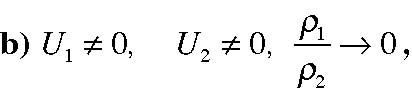 b) U₁ ≠ 0, U₂ ≠ 0, ρ₁/ρ₂ → 0,